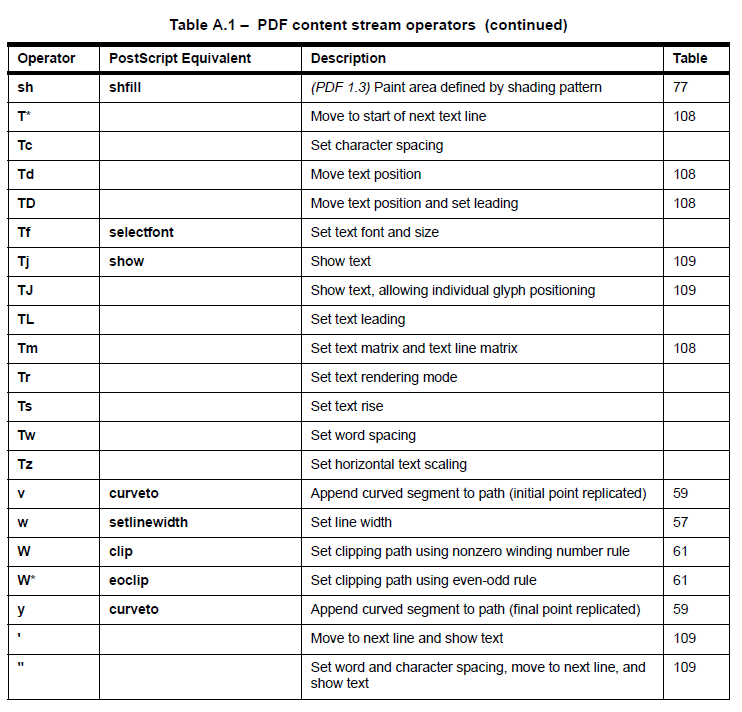 Table A.1 – PDF content stream operators (continued)
Operator PostScript Equivalent Description Table
sh shfill (PDF 1.3) Paint area defined by shading pattern 77
T* Move to start of next text line 108
Tc Set character spacing
Td Move text position 108
TD Move text position and set leading 108
Tf selectfont Set text font and size
Tj show Show text 109
TJ Show text, allowing individual glyph positioning 109
TL Set text leading
Tm Set text matrix and text line matrix 108
Tr Set text rendering mode
Ts Set text rise
Tw Set word spacing
Tz Set horizontal text scaling
v curveto Append curved segment to path (initial point replicated) 59
w setlinewidth Set line width 57
W clip Set clipping path using nonzero winding number rule 61
W* eoclip Set clipping path using even-odd rule 61
y curveto Append curved segment to path (final point replicated) 59
' Move to next line and show text 109
" Set word and character spacing, move to next line, and 109
show text